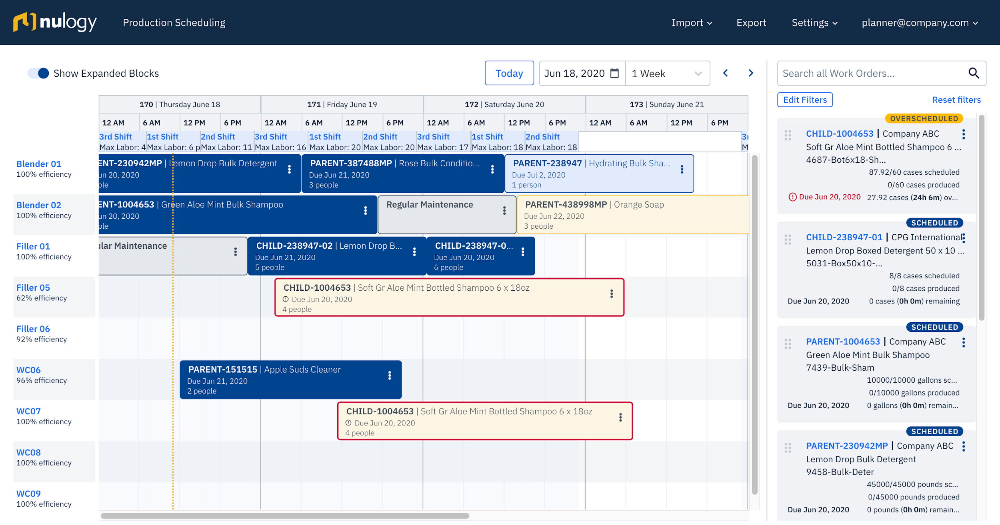 nulogy
Production Scheduling
Import
Export
Settings
planner@company.com
Show Expanded Blocks
Today
Jun 18, 2020
1 Week
170 | Thursday June 18
171 | Friday June 19
172 | Saturday June 20
173 | Sunday June 21
12 AM 6 AM 12 PM 6 PM 12 AM 6 AM 12 PM 6 PM 12 AM 6 AM 12 PM 6 PM 12 AM 6 AM 12 PM 6 PM
3rd Shift 1st Shift 2nd Shift 3rd Shift 1st Shift 2nd Shift 3rd Shift 1st Shift 2nd Shift 3r
Max Labor: 4 Max Labor: 6 p Max Labor: 11 Max Labor: 16 Max Labor: 20 Max Labor: 20 Max Labor: 17 Max Labor: 18 Max Labor: 18 M
Blender 01
100% efficiency
ENT-230942MP | Lemon Drop Bulk Detergent
un 20, 2020
ple
PARENT-387488MP | Rose Bulk Conditio...
Due Jun 21, 2020
3 people
PARENT-238947 | Hydrating Bulk Sha...
Due Jul 2, 2020
1 person
Blender 02
100% efficiency
ENT-1004653 | Green Aloe Mint Bulk Shampoo
un 20, 2020
ple
Regular Maintenance
PARENT-438998MP | Orange Soap
Due Jun 22, 2020
3 people
Filler 01
100% efficiency
ular Maintenance
CHILD-238947-02 | Lemon Drop B...
Due Jun 21, 2020
5 people
CHILD-238947-0...
Due Jun 20, 2020
6 people
Filler 05
62% efficiency
CHILD-1004653 | Soft Gr Aloe Mint Bottled Shampoo 6 x 18oz
Due Jun 20, 2020
4 people
Filler 06
92% efficiency
WC06
96% efficiency
PARENT-151515 | Apple Suds Cleaner
Due Jun 21, 2020
2 people
WC07
100% efficiency
CHILD-1004653 | Soft Gr Aloe Mint Bottled Shampoo 6 x 18oz
Due Jun 20, 2020
4 people
WC08
100% efficiency
WC09
100% efficiency
Search all Work Orders...
Edit Filters
Reset filters
OVERSCHEDULED
CHILD-1004653 | Company ABC
Soft Gr Aloe Mint Bottled Shampoo 6 ...
4687-Bot6x18-Sh...
87.92/60 cases scheduled
0/60 cases produced
Due Jun 20, 2020 27.92 cases (24h 6m) ov...
SCHEDULED
CHILD-238947-01 | CPG International
Lemon Drop Boxed Detergent 50 x 10 ...
5031-Box50x10-...
8/8 cases scheduled
0/8 cases produced
Due Jun 20, 2020 0 cases (0h 0m) remaining
SCHEDULED
PARENT-1004653 | Company ABC
Green Aloe Mint Bulk Shampoo
7439-Bulk-Sham
10000/10000 gallons sc...
0/10000 gallons produced
Due Jun 20, 2020 0 gallons (0h 0m) remain...
SCHEDULED
PARENT-230942MP | Company ABC
Lemon Drop Bulk Detergent
9458-Bulk-Deter
45000/45000 pounds sc...
0/45000 pounds produced
Due Jun 20, 2020 0 pounds (0h 0m) remain...